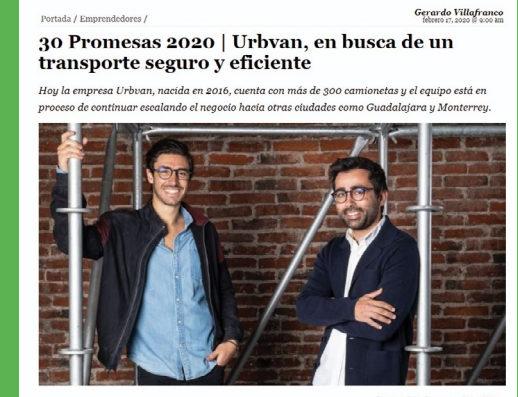 Gerardo Villafranco
Portada / Emprendedores /
febrero 17, 2020 @ 9:00 am
30 Promesas 2020 | Urbvan, en busca de un
transporte seguro y eficiente
Hoy la empresa Urbvan, nacida en 2016, cuenta con más de 300 camionetas y el equipo está en
proceso de continuar escalando el negocio hacia otras ciudades como Guadalajara y Monterrey.